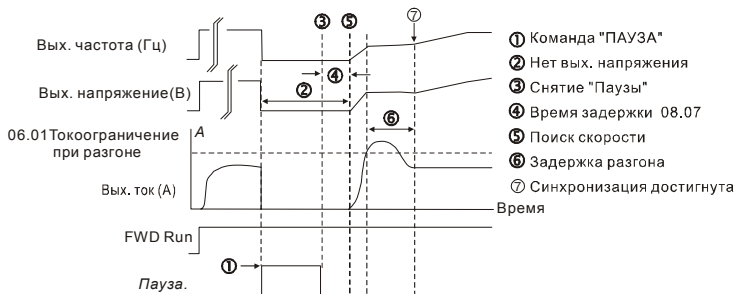 ③ ⑤ ⑦
Вых. частота (Гц)
④
Вых. напряжение(В)
②
06.01Токоограничение
при разгоне
A
⑥
Вых. ток (А)
Время
FWD Run
①
Пауза.
① Команда "ПАУЗА"
② Нет вых. напряжения
③ Снятие "Паузы"
④ Время задержки 08.07
⑤ Поиск скорости
⑥ Задержка разгона
⑦ Синхронизация достигнута